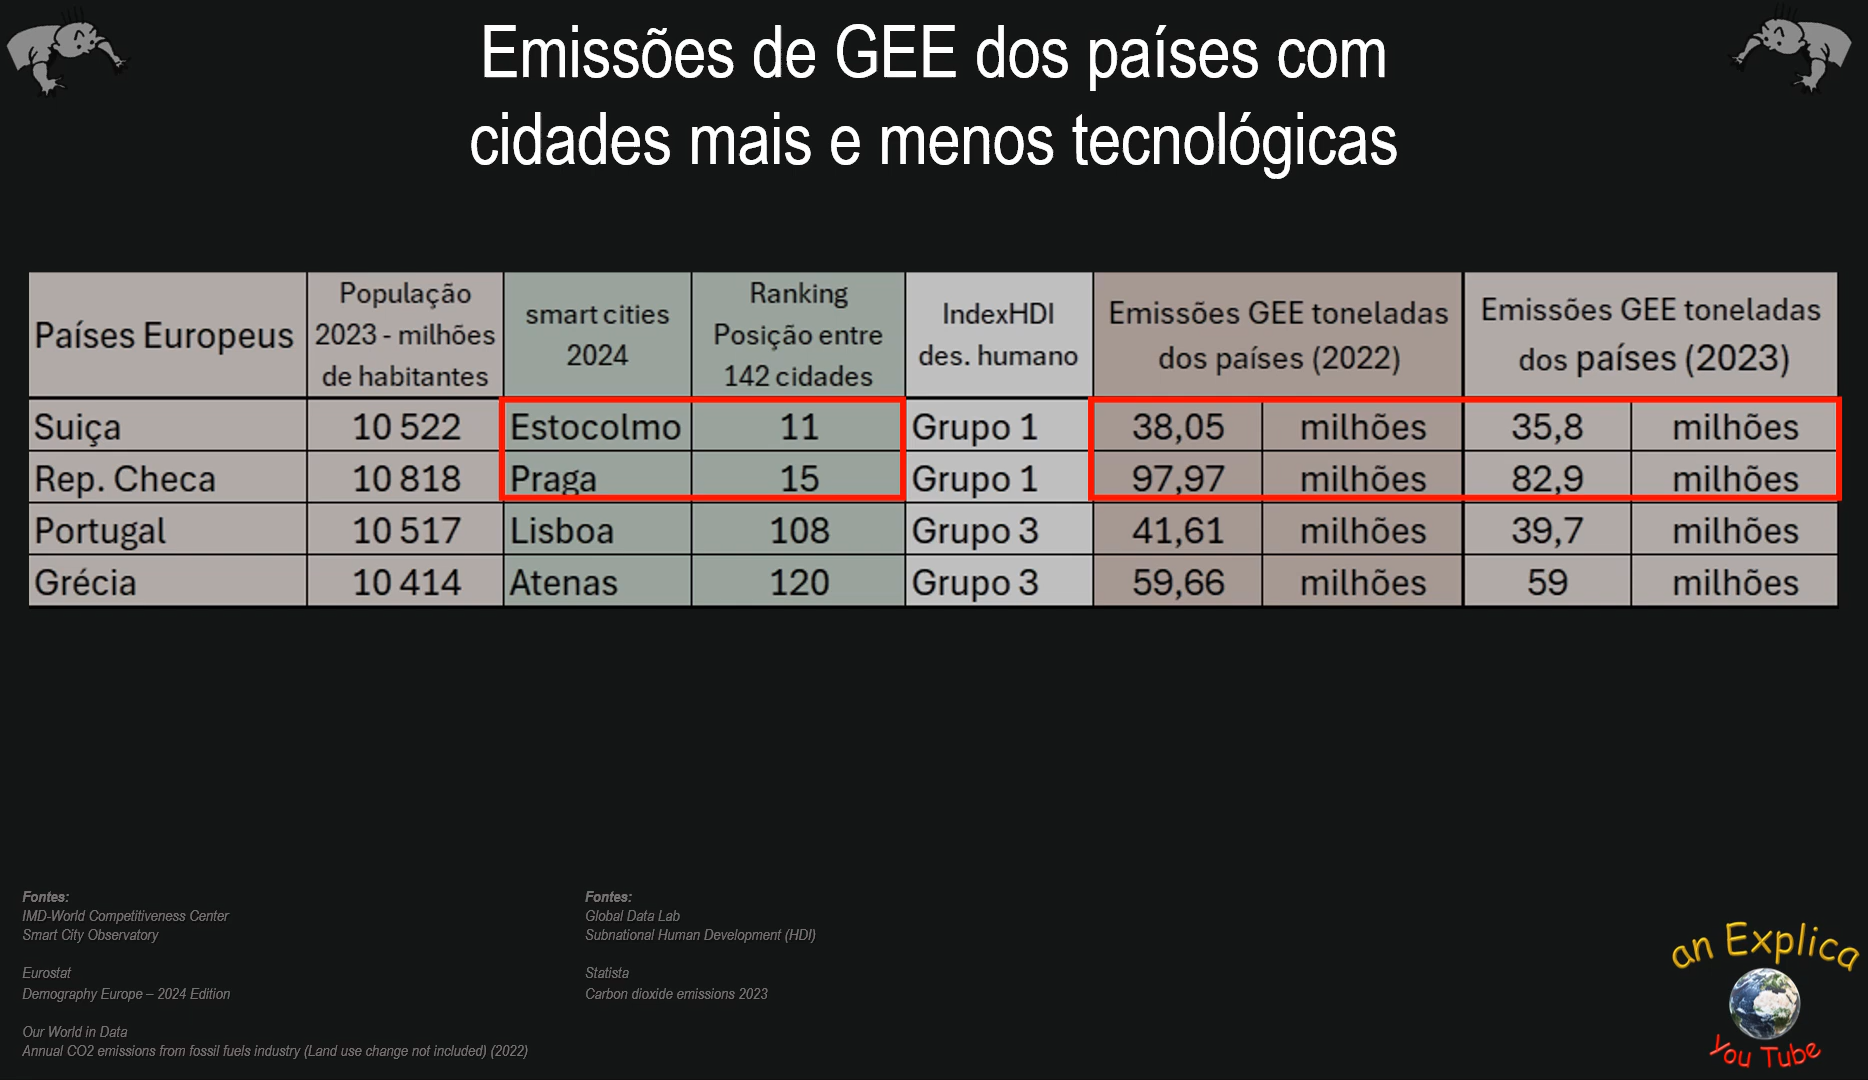 Emissões de GEE dos países com
cidades mais e menos tecnológicas
Países Europeus
População
2023 - milhões
de habitantes
smart cities
2024
Ranking
Posição entre
142 cidades
IndexHDI
des. humano
Emissões GEE toneladas
dos países (2022)
Emissões GEE toneladas
dos países (2023)
Suiça 10 522 Estocolmo 11 Grupo 1 38,05 milhões 35,8 milhões
Rep. Checa 10 818 Praga 15 Grupo 1 97,97 milhões 82,9 milhões
Portugal 10 517 Lisboa 108 Grupo 3 41,61 milhões 39,7 milhões
Grécia 10 414 Atenas 120 Grupo 3 59,66 milhões 59 milhões
Fontes:
IMD-World Competitiveness Center
Smart City Observatory
Eurostat
Demography Europe – 2024 Edition
Our World in Data
Annual CO2 emissions from fossil fuels industry (Land use change not included) (2022)
Fontes:
Global Data Lab
Subnational Human Development (HDI)
Statista
Carbon dioxide emissions 2023
an Explica
You Tube